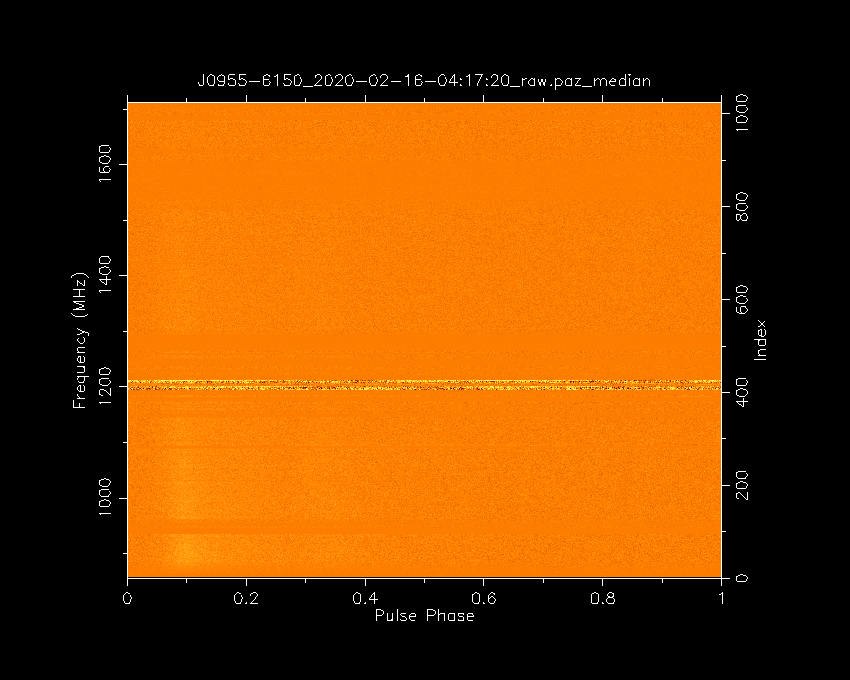 J0955-6150_2020-02-16-04:17:20_raw.paz_median
Frequency (MHz)
1600
1400
1200
1000
1000
800
600
400
200
0
Index
0 0.2 0.4 0.6 0.8 1
Pulse Phase